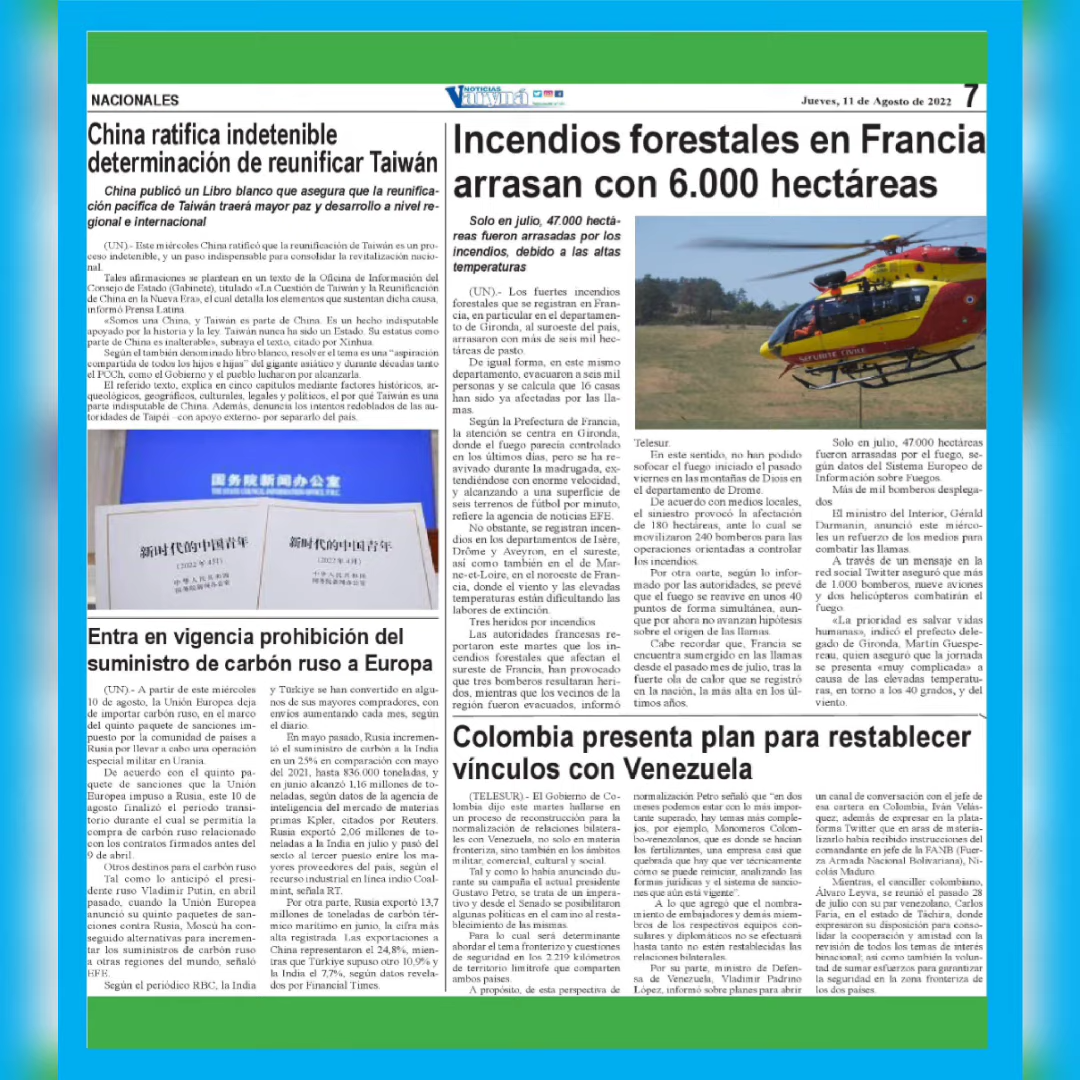 NACIONALES
NOTICIAS
Varyná
Jueves, 11 de Agosto de 2022
7
China ratifica indetenible
determinación de reunificar Taiwán
China publicó un Libro blanco que asegura que la reunifica-
ción pacífica de Taiwán traerá mayor paz y desarrollo a nivel re-
gional e internacional
(UN).- Este miércoles China ratificó que la reunificación de Taiwán es un pro-
ceso indetenible, y un paso indispensable para consolidar la revitalización nacio-
nal.
Tales afirmaciones se plantean en un texto de la Oficina de Información del
Consejo de Estado (Gabinete), titulado «La Cuestión de Taiwán y la Reunificación
de China en la Nueva Era», el cual detalla los elementos que sustentan dicha causa,
informó Prensa Latina.
«Somos una China, y Taiwán es parte de China. Es un hecho indisputable
apoyado por la historia y la ley. Taiwán nunca ha sido un Estado. Su estatus como
parte de China es inalterable», subraya el texto, citado por Xinhua.
Según el también denominado libro blanco, resolver el tema es una “aspiración
compartida de todos los hijos e hijas” del gigante asiático y durante décadas tanto
el PCCh, como el Gobierno y el pueblo lucharon por alcanzarla.
El referido texto, explica en cinco capítulos mediante factores históricos, ar-
queológicos, geográficos, culturales, legales y políticos, el por qué Taiwán es una
parte indisputable de China. Además, denuncia los intentos redoblados de las au-
toridades de Taipéi –con apoyo externo- por separarlo del país.
国务院新闻办公室
THE STATE COUNCIL INFORMATION OFFICE, P.R.C.
新时代的中国青年
(2022年4月)
中华人民共和国
国务院新闻办公室
新时代的中国青年
(2022年4月)
中华人民共和国
国务院新闻办公室
Entra en vigencia prohibición del
suministro de carbón ruso a Europa
(UN).- A partir de este miércoles
10 de agosto, la Unión Europea deja
de importar carbón ruso, en el marco
del quinto paquete de sanciones im-
puesto por la comunidad de países a
Rusia por llevar a cabo una operación
especial militar en Urania.
De acuerdo con el quinto pa-
quete de sanciones que la Unión
Europea impuso a Rusia, este 10 de
agosto finalizó el periodo transi-
torio durante el cual se permitía la
compra de carbón ruso relacionado
con los contratos firmados antes del
9 de abril.
Otros destinos para el carbón ruso
Tal como lo anticipó el presi-
dente ruso Vladimir Putin, en abril
pasado, cuando la Unión Europea
anunció su quinto paquetes de san-
ciones contra Rusia, Moscú ha con-
seguido alternativas para incremen-
tar los suministros de carbón ruso
a otras regiones del mundo, señaló
EFE.
Según el periódico RBC, la India
y Türkiye se han convertido en algu-
nos de sus mayores compradores, con
envíos aumentando cada mes, según
el diario.
En mayo pasado, Rusia incremen-
tó el suministro de carbón a la India
en un 25% en comparación con mayo
del 2021, hasta 836.000 toneladas, y
en junio alcanzó 1,16 millones de to-
neladas, según datos de la agencia de
inteligencia del mercado de materias
primas Kpler, citados por Reuters.
Rusia exportó 2,06 millones de to-
neladas a la India en julio y pasó del
sexto al tercer puesto entre los ma-
yores proveedores del país, según el
recurso industrial en línea indio Coal-
mint, señala RT.
Por otra parte, Rusia exportó 13,7
millones de toneladas de carbón tér-
mico marítimo en junio, la cifra más
alta registrada. Las exportaciones a
China representaron el 24,8%, mien-
tras que Türkiye supuso otro 10,9% y
la India el 7,7%, según datos revela-
dos por Financial Times.
Incendios forestales en Francia
arrasan con 6.000 hectáreas
Solo en julio, 47.000 hectá-
reas fueron arrasadas por los
incendios, debido a las altas
temperaturas
(UN).- Los fuertes incendios
forestales que se registran en Fran-
cia, en particular en el departamen-
to de Gironda, al suroeste del país,
arrasaron con más de seis mil hec-
táreas de pasto.
De igual forma, en este mismo
departamento, evacuaron a seis mil
personas y se calcula que 16 casas
han sido ya afectadas por las lla-
mas.
Según la Prefectura de Francia,
la atención se centra en Gironda,
donde el fuego parecía controlado
en los últimos días, pero se ha re-
avivado durante la madrugada, ex-
tendiéndose con enorme velocidad,
y alcanzando a una superficie de
seis terrenos de fútbol por minuto,
refiere la agencia de noticias EFE.
No obstante, se registran incen-
dios en los departamentos de Isère,
Drôme y Aveyron, en el sureste,
así como también en el de Mai-
ne-et-Loire, en el noroeste de Fran-
cia, donde el viento y las elevadas
temperaturas están dificultando las
labores de extinción.
Tres heridos por incendios
Las autoridades francesas re-
portaron este martes que los in-
cendios forestales que afectan el
sureste de Francia, han provocado
que tres bomberos resultaran heri-
dos, mientras que los vecinos de la
región fueron evacuados, informó
SECURITE CIVILE
Telesur.
En este sentido, no han podido
sofocar el fuego iniciado el pasado
viernes en las montañas de Diois en
el departamento de Drome.
De acuerdo con medios locales,
el siniestro provocó la afectación
de 180 hectáreas, ante lo cual se
movilizaron 240 bomberos para las
operaciones orientadas a controlar
los incendios.
Por otra oarte, según lo infor-
mado por las autoridades, se prevé
que el fuego se reavive en unos 40
puntos de forma simultánea, aun-
que por ahora no avanzan hipótesis
sobre el origen de las llamas.
Cabe recordar que, Francia se
encuentra sumergido en las llamas
desde el pasado mes de julio, tras la
fuerte ola de calor que se registró
en la nación, la más alta en los úl-
timos años.
Solo en julio, 47.000 hectáreas
fueron arrasadas por el fuego, se-
gún datos del Sistema Europeo de
Información sobre Fuegos.
Más de mil bomberos desplega-
dos
El ministro del Interior, Gérald
Darmanin, anunció este miérco-
les un refuerzo de los medios para
combatir las llamas.
A través de un mensaje en la
red social Twitter aseguró que más
de 1.000 bomberos, nueve aviones
y dos helicópteros combatirán el
fuego.
«La prioridad es salvar vidas
humanas», indicó el prefecto dele-
gado de Gironda, Martin Guespe-
reau, quien aseguró que la jornada
se presenta «muy complicada» a
causa de las elevadas temperatu-
ras, en torno a los 40 grados, y del
viento.
Colombia presenta plan para restablecer
vínculos con Venezuela
(TELESUR).- El Gobierno de Co-
lombia dijo este martes hallarse en
un proceso de reconstrucción para la
normalización de relaciones bilatera-
les con Venezuela, no solo en materia
fronteriza, sino también en los ámbitos
militar, comercial, cultural y social.
Tal y como lo había anunciado du-
rante su campaña el actual presidente
Gustavo Petro, se trata de un impera-
tivo y desde el Senado se posibilitaron
algunas políticas en el camino al resta-
blecimiento de las mismas.
Para lo cual será determinante
abordar el tema fronterizo y cuestiones
de seguridad en los 2.219 kilómetros
de territorio limítrofe que comparten
ambos países.
A propósito, de esta perspectiva de
normalización Petro señaló que “en dos
meses podemos estar con lo más impor-
tante superado, hay temas más comple-
jos, por ejemplo, Monomeros Colom-
bo-venezolanos, que es donde se hacían
los fertilizantes, una empresa casi que
quebrada que hay que ver técnicamente
cómo se puede reiniciar, analizando las
formas jurídicas y el sistema de sancio-
nes que aún está vigente”.
A lo que agregó que el nombra-
miento de embajadores y demás miem-
bros de los respectivos equipos con-
sulares y diplomáticos no se efectuará
hasta tanto no estén restablecidas las
relaciones bilaterales.
Por su parte, ministro de Defen-
sa de Venezuela, Vladimir Padrino
López, informó sobre planes para abrir
un canal de conversación con el jefe de
esa cartera en Colombia, Iván Velás-
quez; además de expresar en la plata-
forma Twitter que en aras de materia-
lizarlo había recibido instrucciones del
comandante en jefe de la FANB (Fuer-
za Armada Nacional Bolivariana), Ni-
colás Maduro.
Mientras, el canciller colombiano,
Álvaro Leyva, se reunió el pasado 28
de julio con su par venezolano, Carlos
Faría, en el estado de Táchira, donde
expresaron su disposición para conso-
lidar la cooperación y amistad con la
revisión de todos los temas de interés
binacional; así como también la volun-
tad de sumar esfuerzos para garantizar
la seguridad en la zona fronteriza de
los dos países.